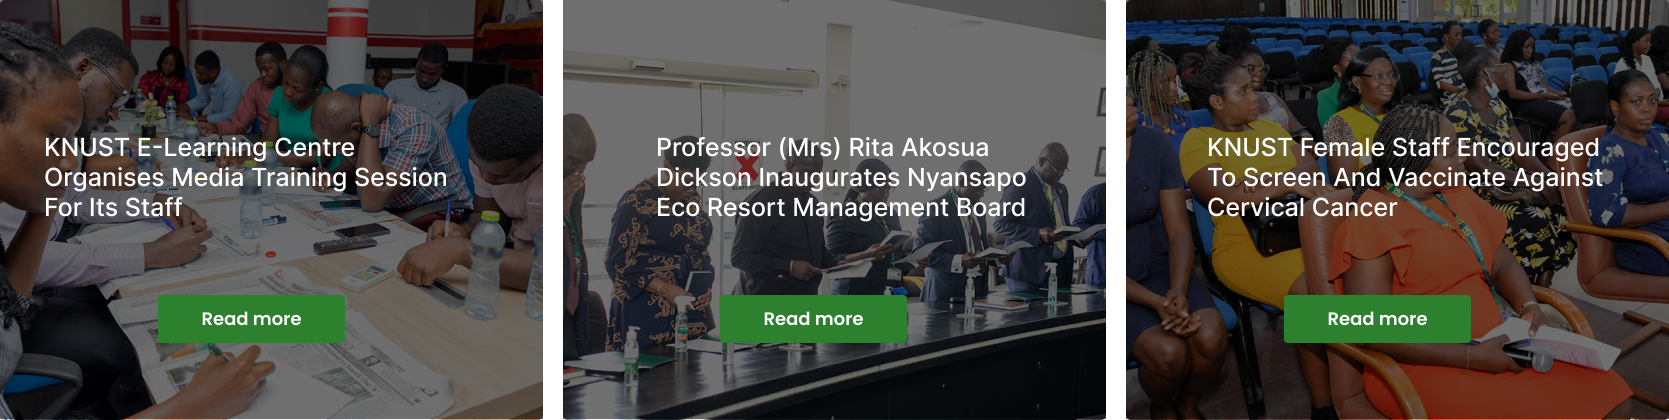 KNUST E-Learning Centre
Organises Media Training Session
For Its Staff
Read more
Professor (Mrs) Rita Akosua
Dickson Inaugurates Nyansapo
Eco Resort Management Board
Read more
KNUST Female Staff Encouraged
To Screen And Vaccinate Against
Cervical Cancer
Read more